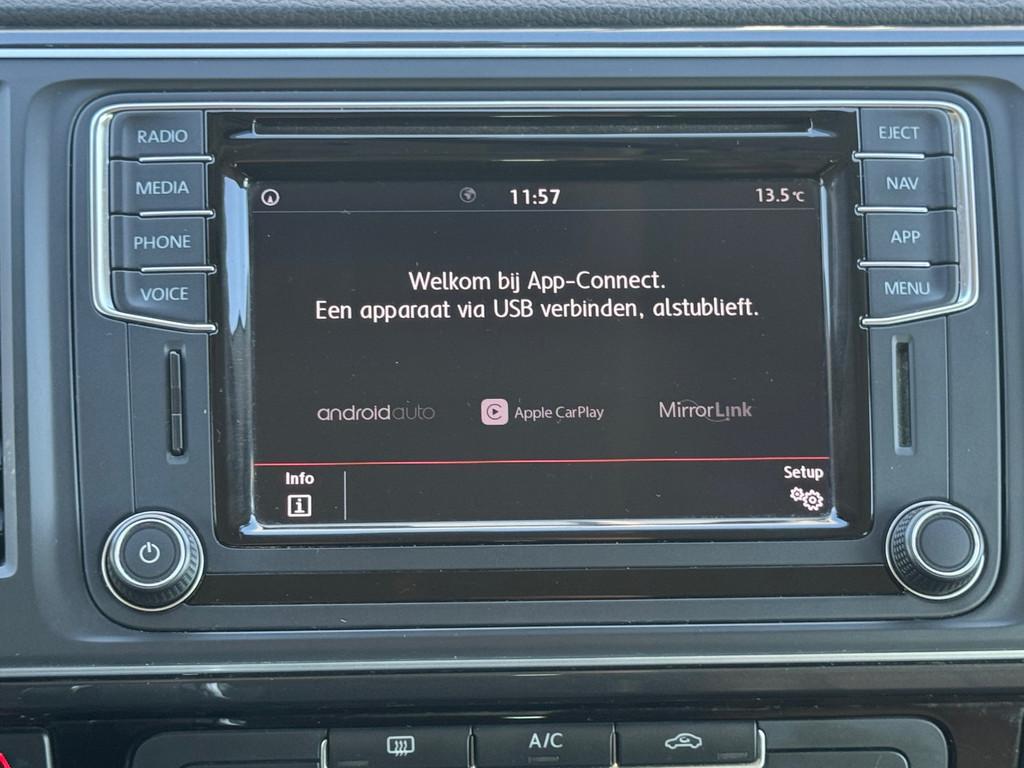 RADIO
MEDIA
PHONE
VOICE
EJECT
NAV
APP
MENU
11:57
13.5°C
Welkom bij App-Connect.
Een apparaat via USB verbinden, alstublieft.
androidauto
Apple CarPlay
MirrorLink
Info
Setup
A/C